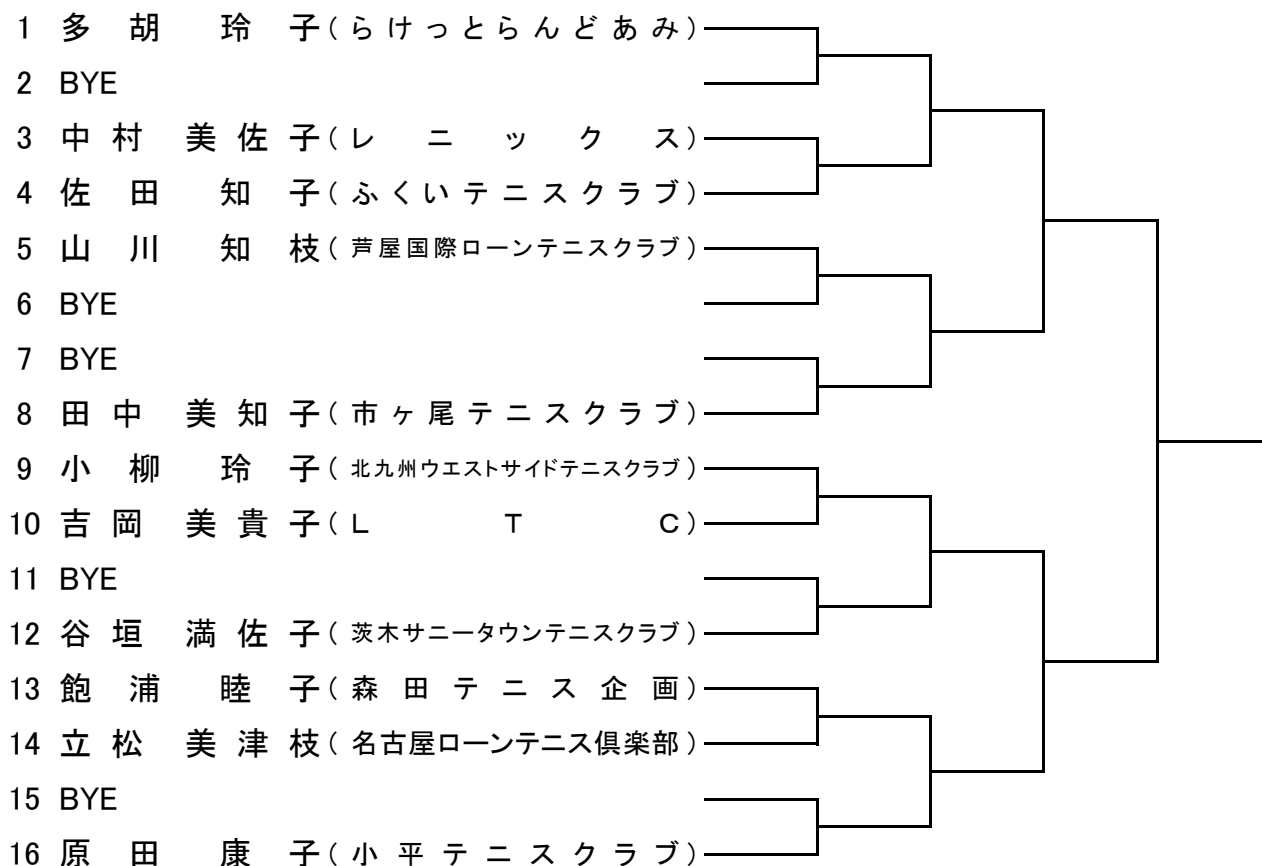 1 多胡 玲子(らけっとらんどあみ)
2 BYE
3 中村 美佐子(レニックス)
4 佐田 知子(ふくいテニスクラブ)
5 山川 知枝(芦屋国際ローンテニスクラブ)
6 BYE
7 BYE
8 田中 美知子(市ヶ尾テニスクラブ)
9 小柳 玲子(北九州ウエストサイドテニスクラブ)
10 吉岡 美貴子(LTC)
11 BYE
12 谷垣 満佐子(茨木サニータウンテニスクラブ)
13 飽浦 睦子(森田テニス企画)
14 立松 美津枝(名古屋ローンテニス倶楽部)
15 BYE
16 原田 康子(小平テニスクラブ)